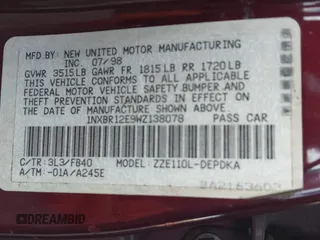 MFD.BY: NEW UNITED MOTOR MANUFACTURING
INC. 07/98
GVWR 3515LB GAWR FR 1815LB RR 1720LB
THIS VEHICLE CONFORMS TO ALL APPLICABLE
FEDERAL MOTOR VEHICLE SAFETY, BUMPER AND
THEFT PREVENTION STANDARDS IN EFFECT ON THE
DATE OF MANUFACTURE SHOWN ABOVE.
1NXBR12E9WZ138078 PASS CAR
C/TR: 3L3/FB40 MODEL: ZZE110L-DEPDKA
A/TM: -01A/A245E
DREAMBID